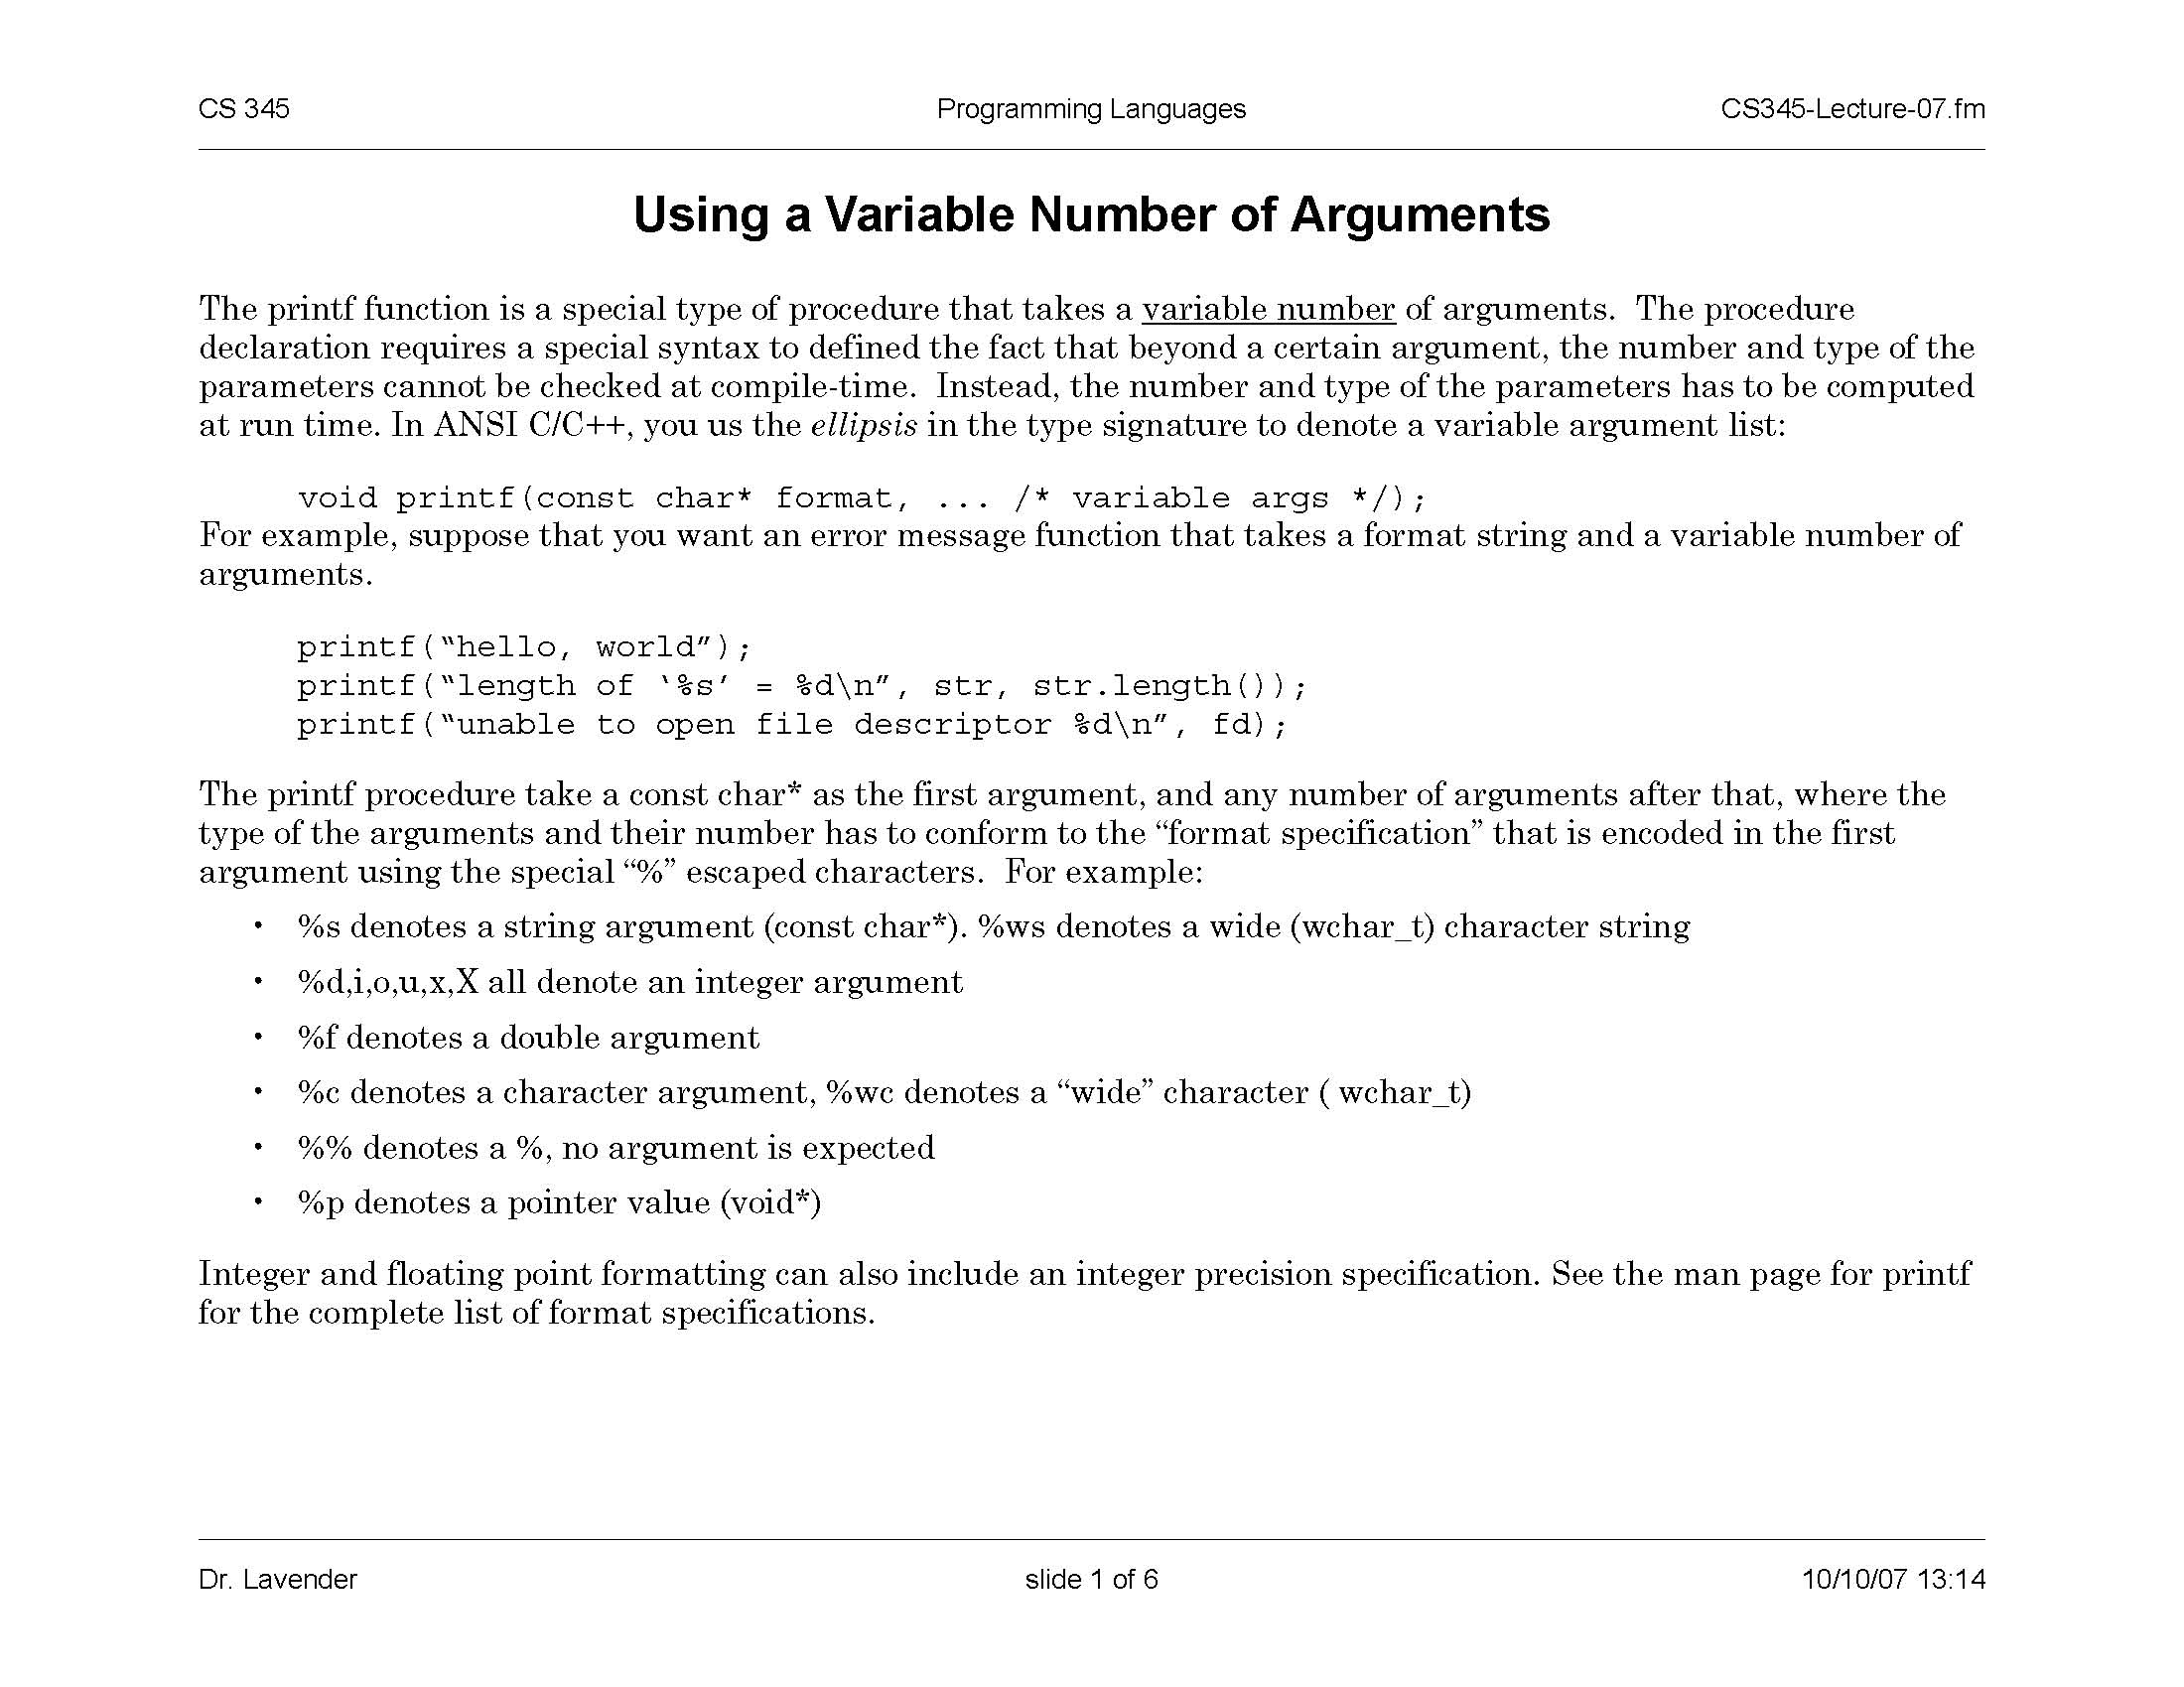 CS 345 Programming Languages CS345-Lecture-07.fm
Using a Variable Number of Arguments
The printf function is a special type of procedure that takes a variable number of arguments.  The procedure
declaration requires a special syntax to defined the fact that beyond a certain argument, the number and type of the
parameters cannot be checked at compile-time.  Instead, the number and type of the parameters has to be computed
at run time. In ANSI C/C++, you us the ellipsis in the type signature to denote a variable argument list:
void printf(const char* format, ... /* variable args */);
For example, suppose that you want an error message function that takes a format string and a variable number of
arguments.
printf(“hello, world”);
printf(“length of ‘%s’ = %d\n”, str, str.length());
printf(“unable to open file descriptor %d\n”, fd);
The printf procedure take a const char* as the first argument, and any number of arguments after that, where the
type of the arguments and their number has to conform to the “format specification” that is encoded in the first
argument using the special “%” escaped characters.  For example:
• %s denotes a string argument (const char*). %ws denotes a wide (wchar_t) character string
• %d,i,o,u,x,X all denote an integer argument
• %f denotes a double argument
• %c denotes a character argument, %wc denotes a “wide” character ( wchar_t)
• %% denotes a %, no argument is expected
• %p denotes a pointer value (void*)
Integer and floating point formatting can also include an integer precision specification. See the man page for printf
for the complete list of format specifications.
Dr. Lavender slide 1 of 6 10/10/07 13:14